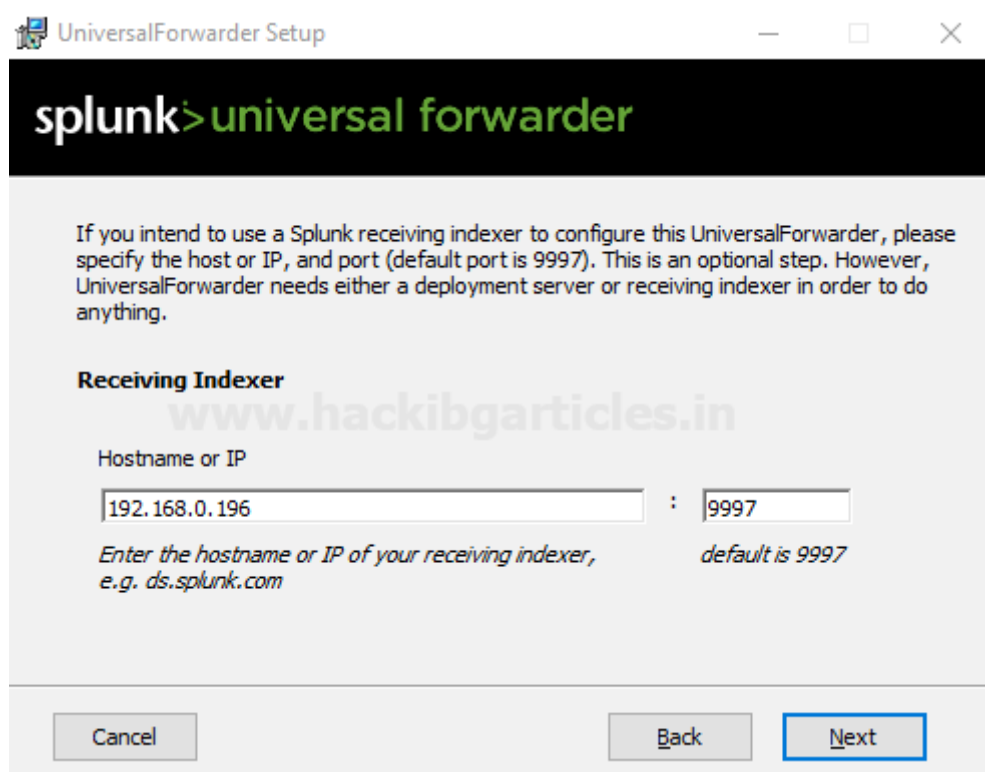 UniversalForwarder Setup
splunk>universal forwarder
If you intend to use a Splunk receiving indexer to configure this UniversalForwarder, please
specify the host or IP, and port (default port is 9997). This is an optional step. However,
UniversalForwarder needs either a deployment server or receiving indexer in order to do
anything.
Receiving Indexer
www.hackibgarticles.in
Hostname or IP
192.168.0.196 : 9997
Enter the hostname or IP of your receiving indexer, default is 9997
e.g. ds.splunk.com
Cancel Back Next